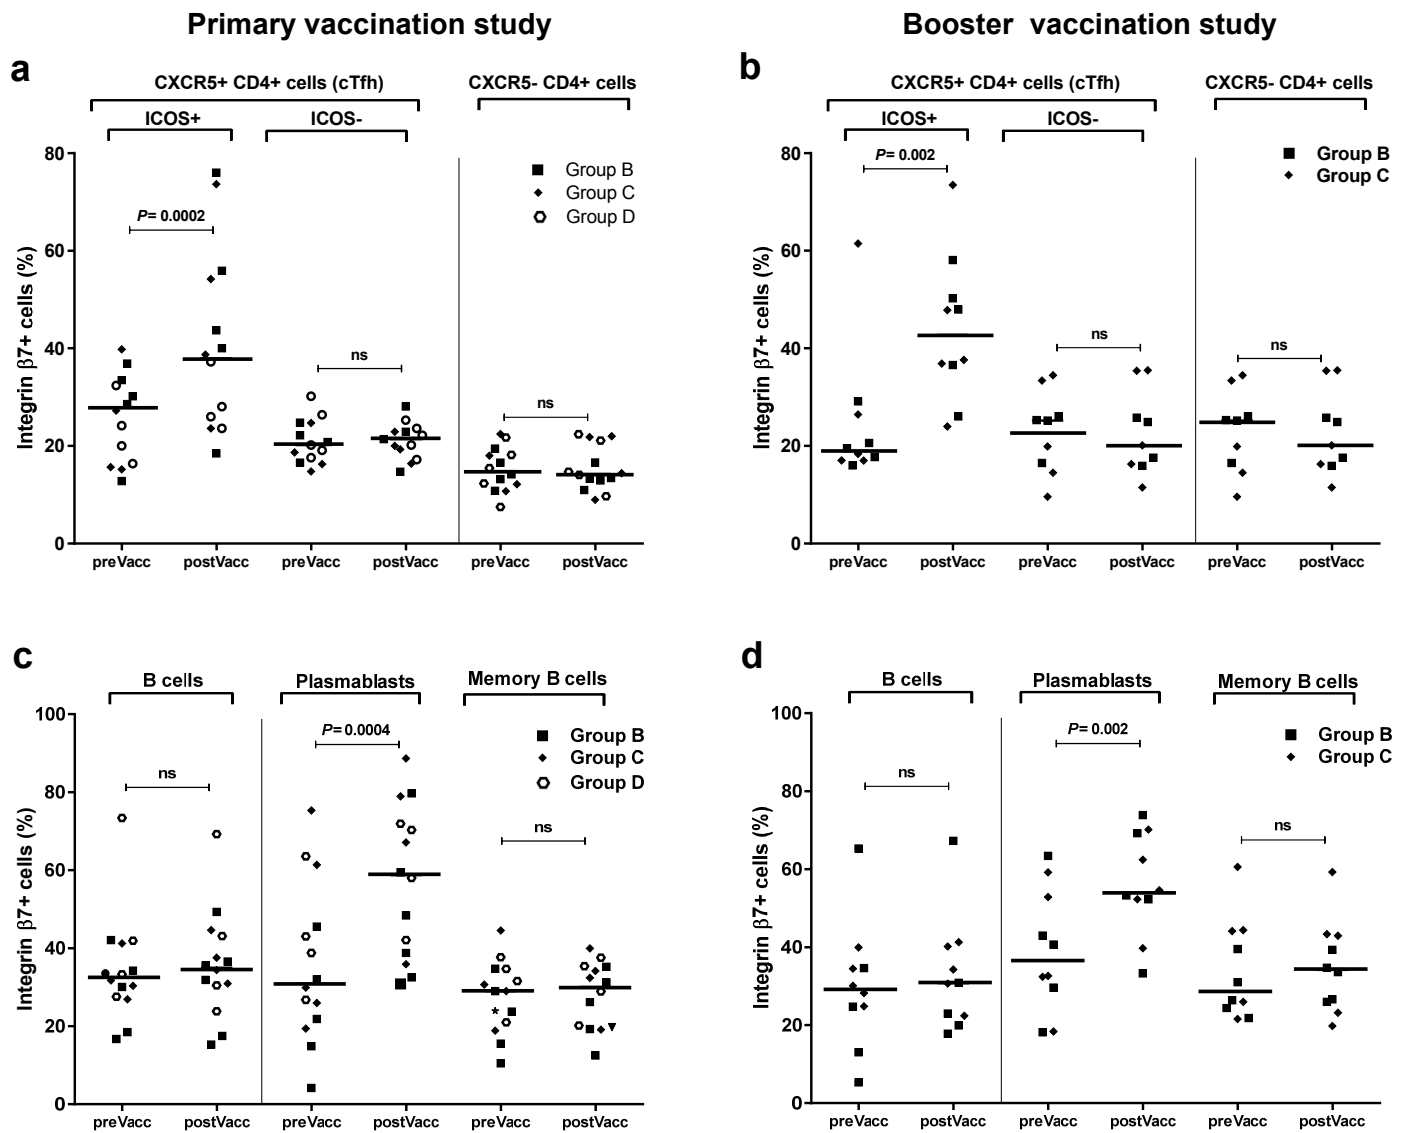 Primary vaccination study
Booster vaccination study
a
CXCR5+ CD4+ cells (cTfh)
CXCR5- CD4+ cells
ICOS+
ICOS-
Group B
Group C
Group D
P= 0.0002
ns
ns
Integrin β7+ cells (%)
80
60
40
20
0
preVacc
postVacc
preVacc
postVacc
preVacc
postVacc
b
CXCR5+ CD4+ cells (cTfh)
CXCR5- CD4+ cells
ICOS+
ICOS-
Group B
Group C
P= 0.002
ns
ns
Integrin β7+ cells (%)
80
60
40
20
0
preVacc
postVacc
preVacc
postVacc
preVacc
postVacc
c
B cells
Plasmablasts
Memory B cells
Group B
Group C
Group D
ns
P= 0.0004
ns
Integrin β7+ cells (%)
100
80
60
40
20
0
preVacc
postVacc
preVacc
postVacc
preVacc
postVacc
d
B cells
Plasmablasts
Memory B cells
Group B
Group C
ns
P= 0.002
ns
Integrin β7+ cells (%)
100
80
60
40
20
0
preVacc
postVacc
preVacc
postVacc
preVacc
postVacc